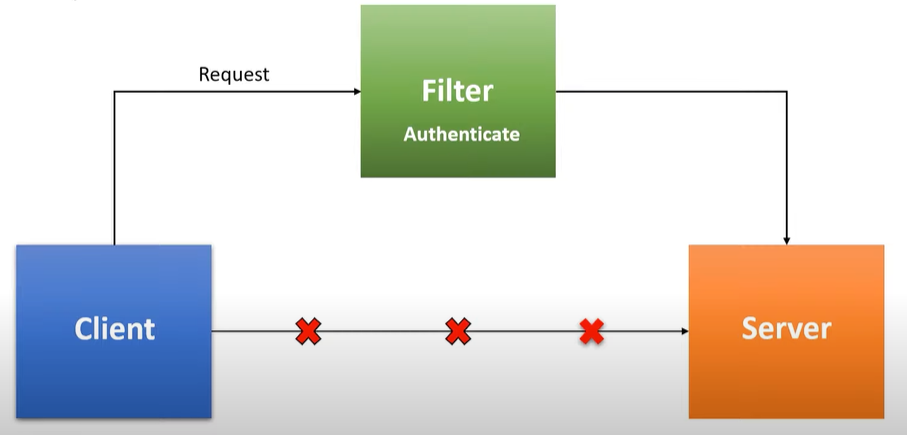 Request
Filter
Authenticate
Client
Server